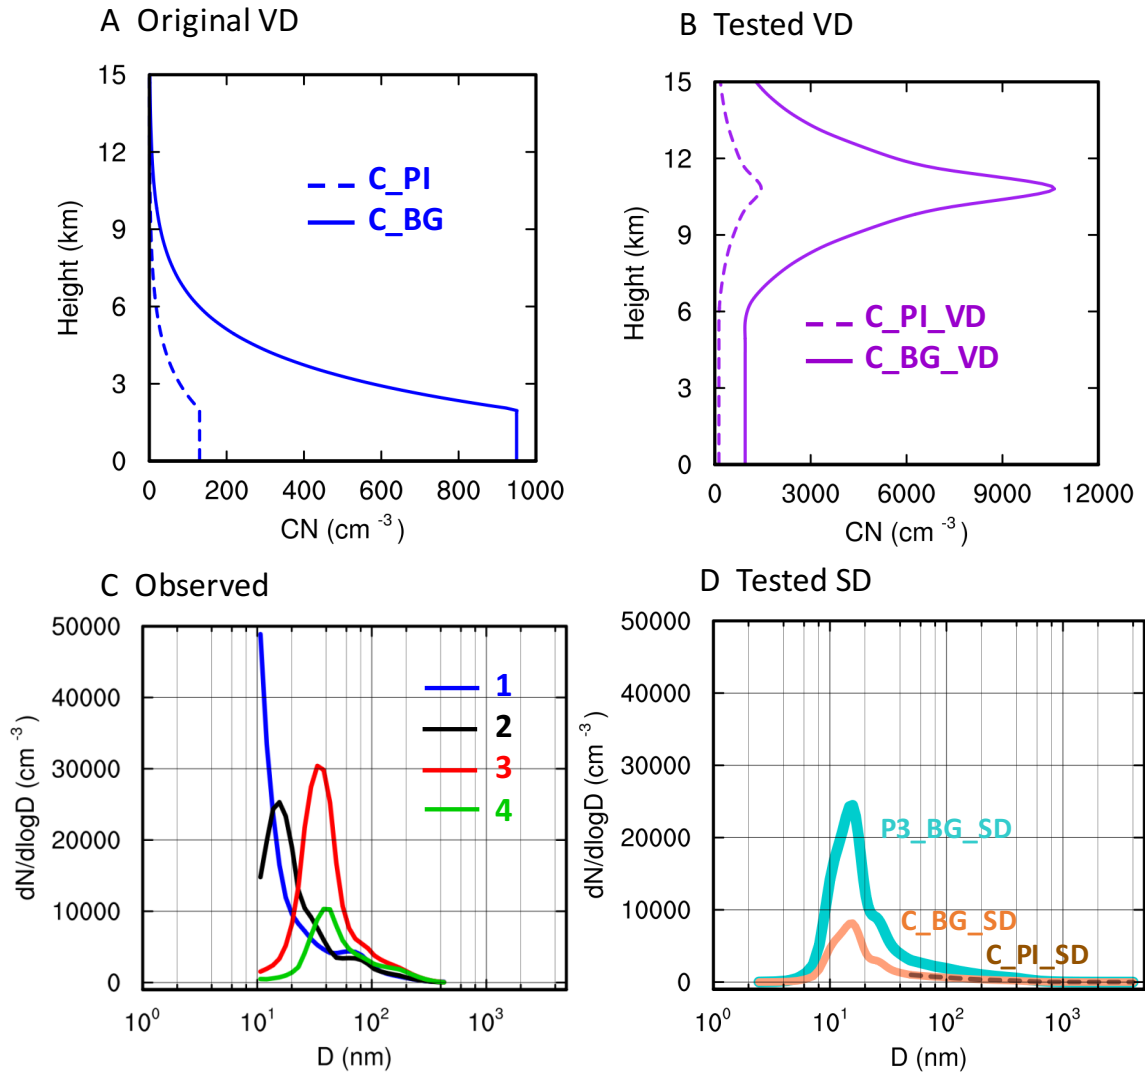 A Original VD
15
12
9
6
3
0
Height (km)
C_PI
C_BG
0 200 400 600 800 1000
CN (cm -3 )
B Tested VD
15
12
9
6
3
0
Height (km)
C_PI_VD
C_BG_VD
0 3000 6000 9000 12000
CN (cm -3 )
C Observed
50000
40000
30000
20000
10000
0
dN/dlogD (cm -3 )
1
2
3
4
10^0 10^1 10^2 10^3
D (nm)
D Tested SD
50000
40000
30000
20000
10000
0
dN/dlogD (cm -3 )
P3_BG_SD
C_BG_SD
C_PI_SD
10^0 10^1 10^2 10^3
D (nm)